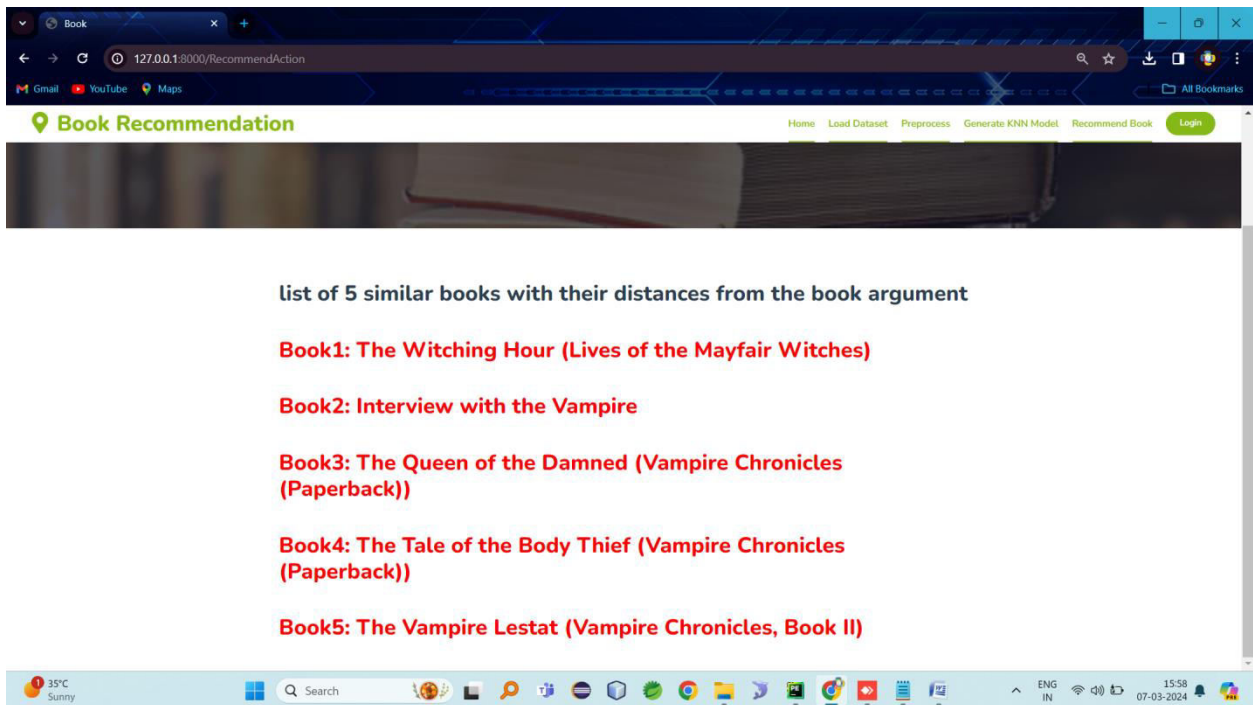 Book
127.0.0.1:8000/RecommendAction
Gmail YouTube Maps All Bookmarks
Book Recommendation Home Load Dataset Preprocess Generate KNN Model Recommend Book Login
list of 5 similar books with their distances from the book argument
Book1: The Witching Hour (Lives of the Mayfair Witches)
Book2: Interview with the Vampire
Book3: The Queen of the Damned (Vampire Chronicles
(Paperback))
Book4: The Tale of the Body Thief (Vampire Chronicles
(Paperback))
Book5: The Vampire Lestat (Vampire Chronicles, Book II)
1 35°C Search ENG 15:58
Sunny IN 07-03-2024 PRE